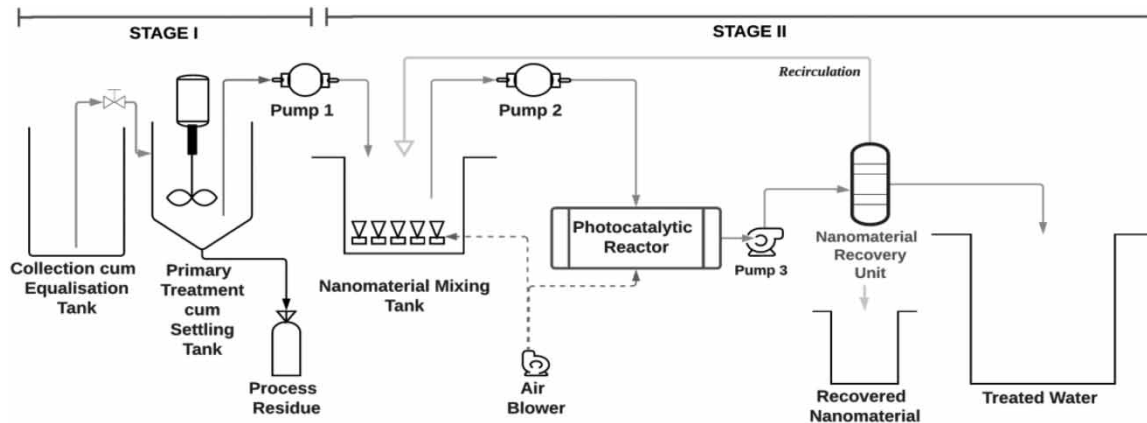 STAGE I
STAGE II
Recirculation
Pump 1
Pump 2
Photocatalytic
Reactor
Pump 3
Nanomaterial
Recovery
Unit
Collection cum
Equalisation
Tank
Primary
Treatment
cum
Settling
Tank
Nanomaterial Mixing
Tank
Process
Residue
Air
Blower
Recovered
Nanomaterial
Treated Water